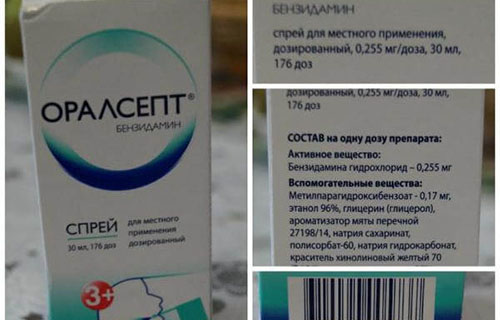 ОРАЛСЕПТ®
БЕНЗИДАМИН
СПРЕЙ
для местного
применения
30 мл, 176 доз
дозированный
3+
БЕНЗИДАМИН
спрей для местного применения,
дозированный, 0,255 мг/доза, 30 мл,
176 доз
дозированный, 0,255 мг/доза, 30 мл,
176 доз
СОСТАВ на одну дозу препарата:
Активное вещество:
Бензидамина гидрохлорид – 0,255 мг
Вспомогательные вещества:
Метилпарагидроксибензоат - 0,17 мг,
этанол 96%, глицерин (глицерол),
ароматизатор мяты перечной
27198/14, натрия сахаринат,
полисорбат-60, натрия гидрокарбонат,
краситель хинолиновый желтый 70